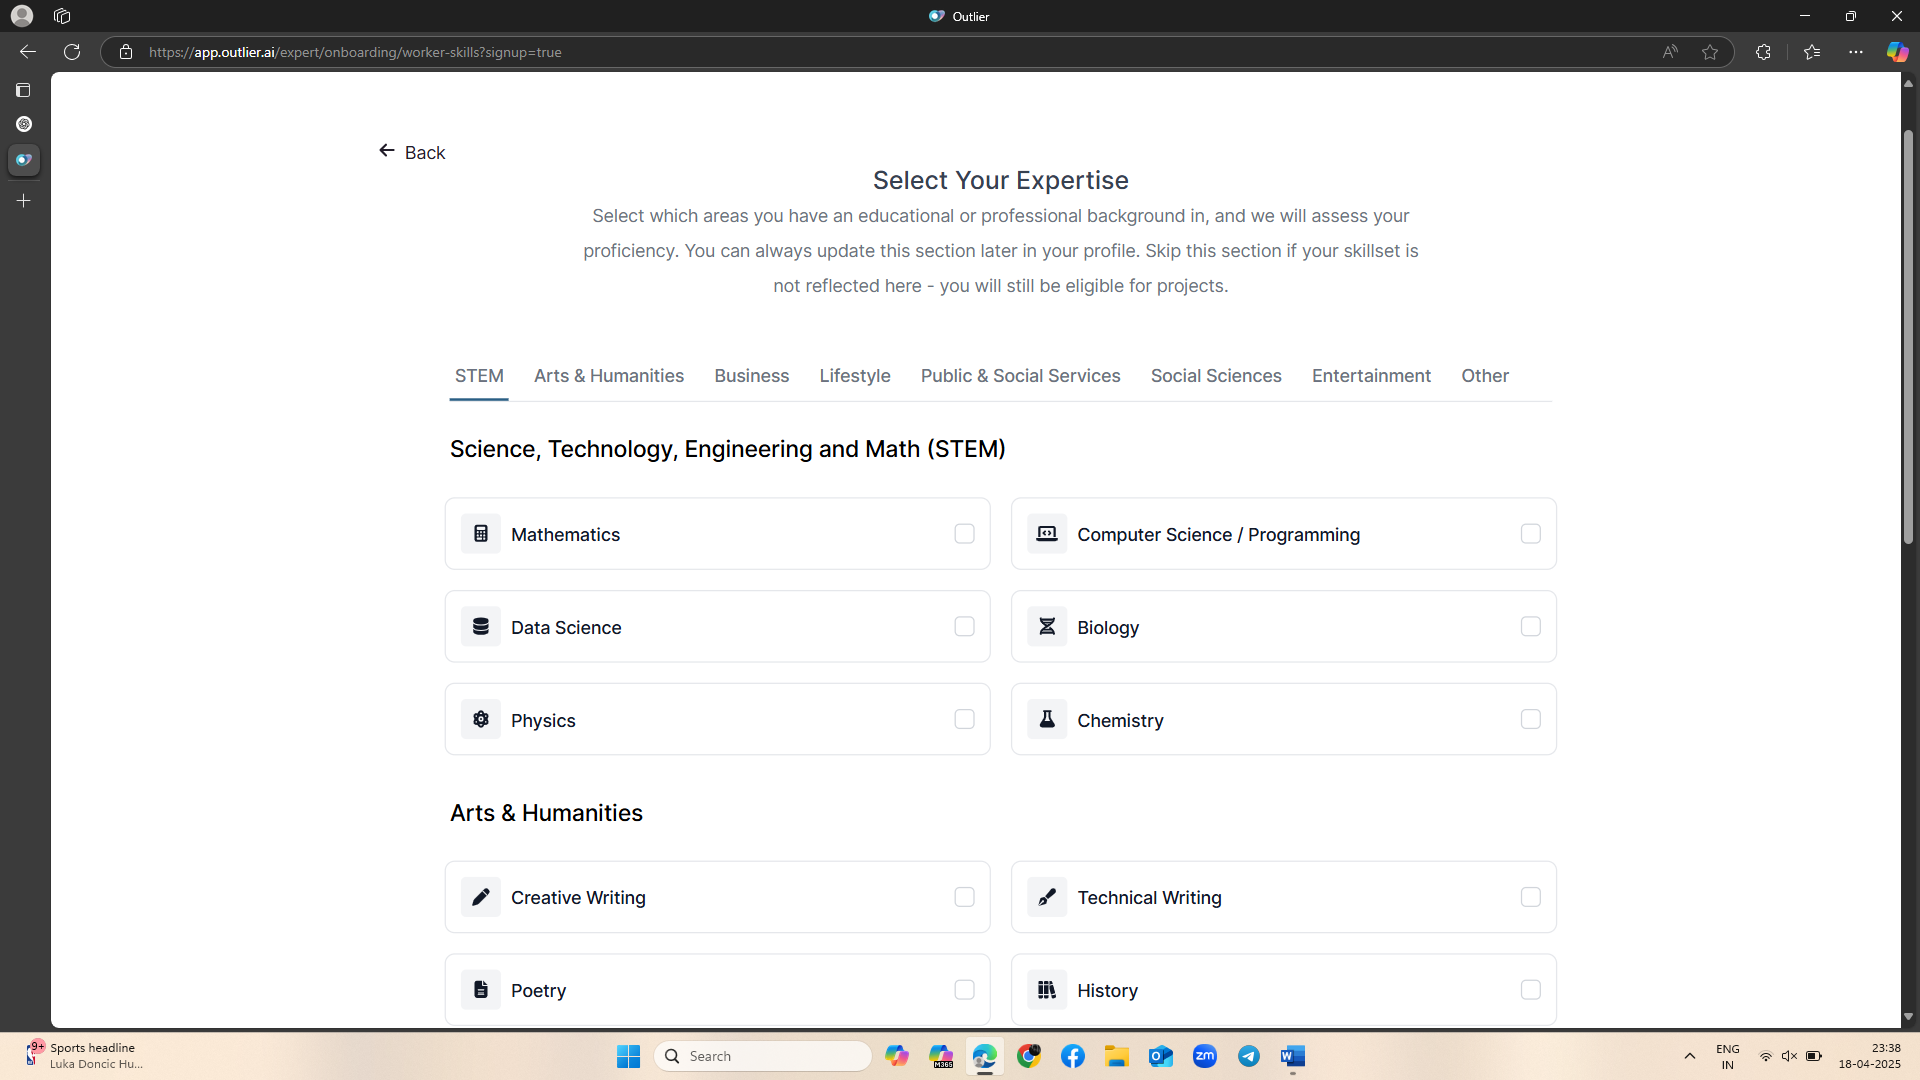 Outlier
https://app.outlier.ai/expert/onboarding/worker-skills?signup=true
Back
Select Your Expertise
Select which areas you have an educational or professional background in, and we will assess your
proficiency. You can always update this section later in your profile. Skip this section if your skillset is
not reflected here - you will still be eligible for projects.
STEM Arts & Humanities Business Lifestyle Public & Social Services Social Sciences Entertainment Other
Science, Technology, Engineering and Math (STEM)
Mathematics Computer Science / Programming
Data Science Biology
Physics Chemistry
Arts & Humanities
Creative Writing Technical Writing
Poetry History
9+ Sports headline
Luka Doncic Hu...
Search
M365
zm
ENG
IN
23:38
18-04-2025